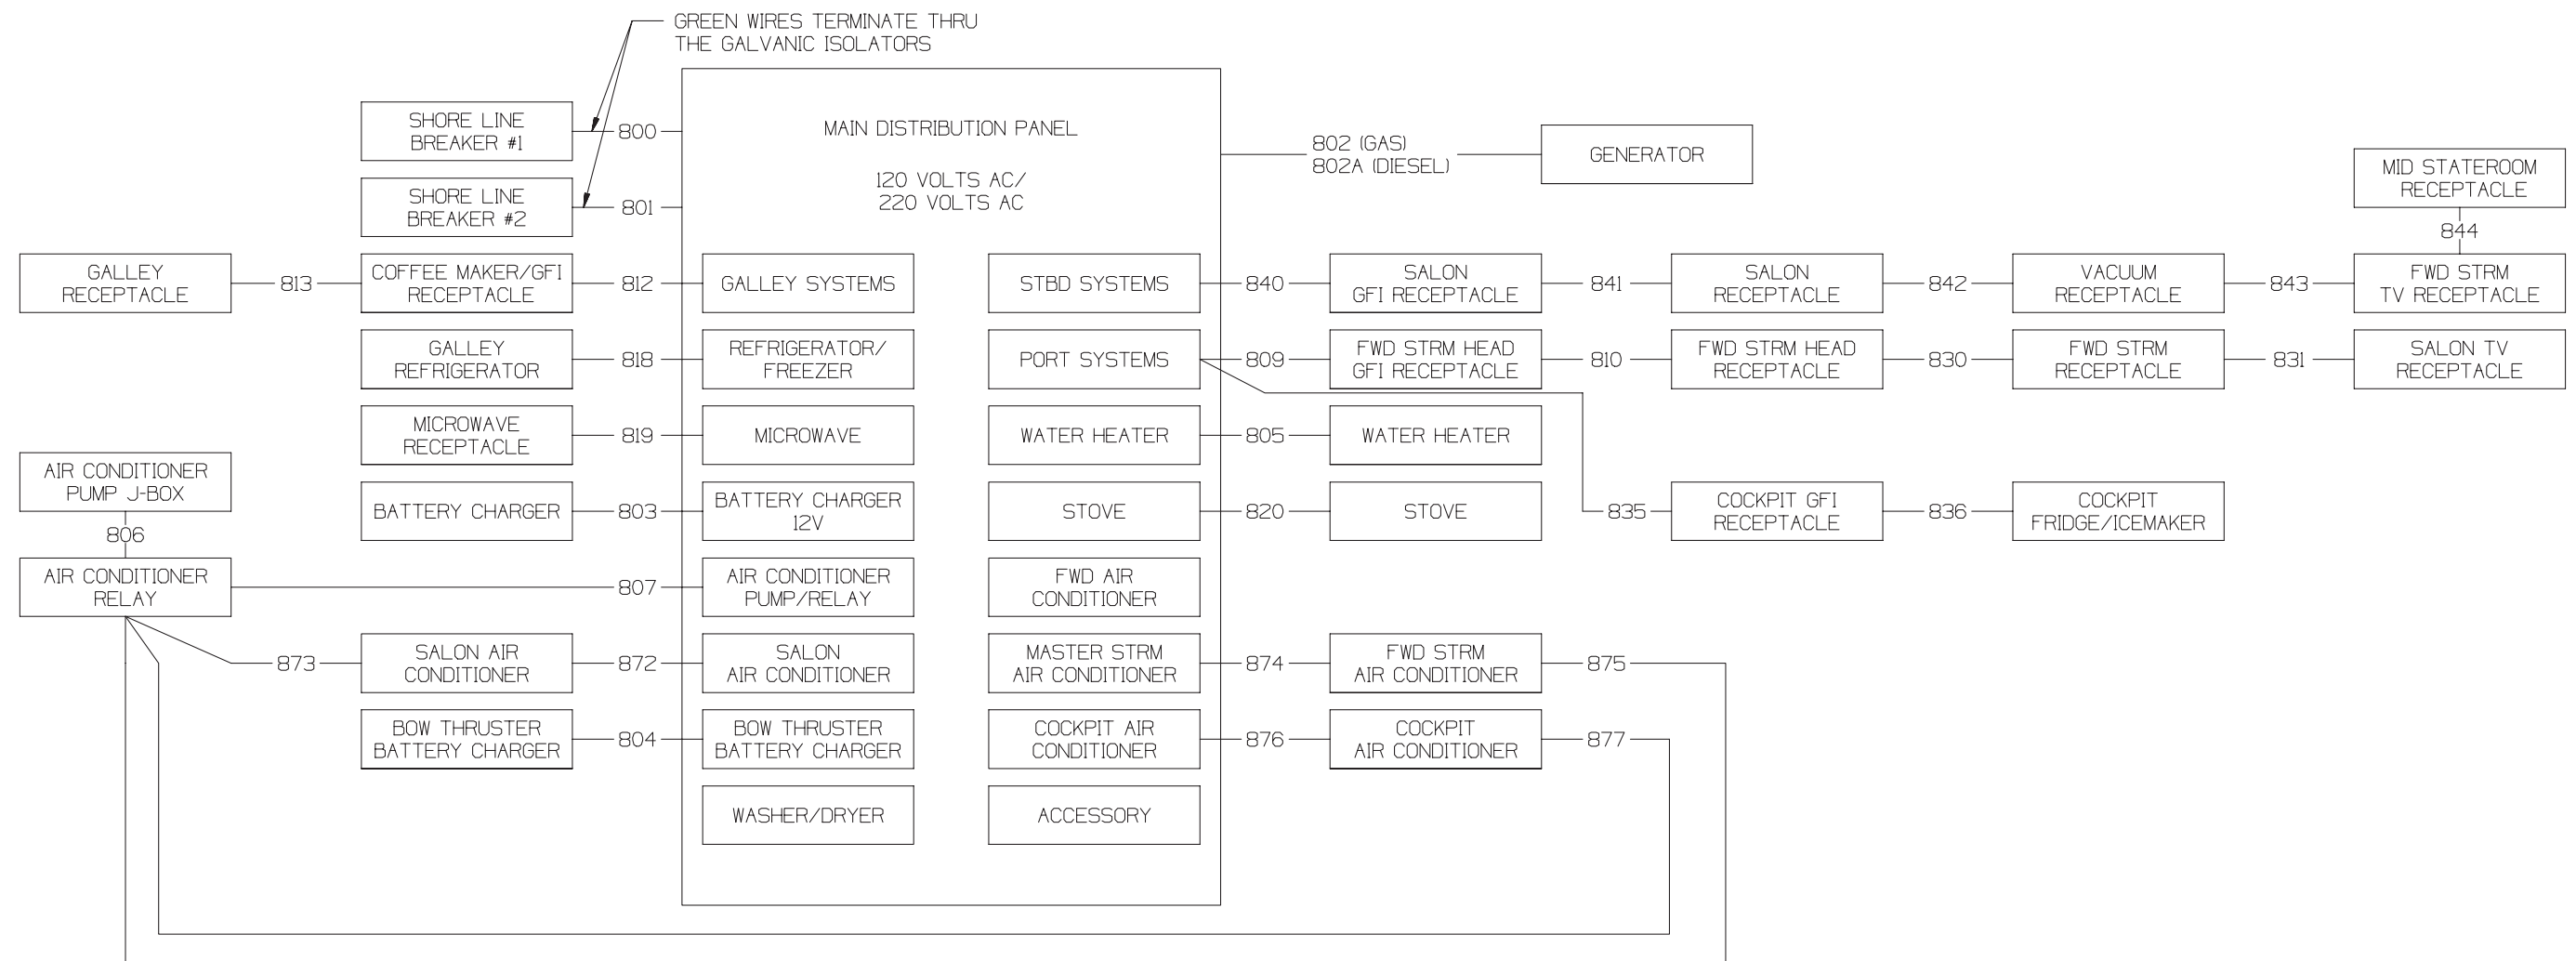 GREEN WIRES TERMINATE THRU
THE GALVANIC ISOLATORS
SHORE LINE
BREAKER #1
800
MAIN DISTRIBUTION PANEL
120 VOLTS AC/
220 VOLTS AC
802 (GAS)
802A (DIESEL)
GENERATOR
MID STATEROOM
RECEPTACLE
844
SHORE LINE
BREAKER #2
801
GALLEY
RECEPTACLE
813
COFFEE MAKER/GFI
RECEPTACLE
812
GALLEY SYSTEMS
STBD SYSTEMS
840
SALON
GFI RECEPTACLE
841
SALON
RECEPTACLE
842
VACUUM
RECEPTACLE
843
FWD STRM
TV RECEPTACLE
GALLEY
REFRIGERATOR
818
REFRIGERATOR/
FREEZER
PORT SYSTEMS
809
FWD STRM HEAD
GFI RECEPTACLE
810
FWD STRM HEAD
RECEPTACLE
830
FWD STRM
RECEPTACLE
831
SALON TV
RECEPTACLE
MICROWAVE
RECEPTACLE
819
MICROWAVE
WATER HEATER
805
WATER HEATER
AIR CONDITIONER
PUMP J-BOX
806
BATTERY CHARGER
803
BATTERY CHARGER
12V
STOVE
820
STOVE
835
COCKPIT GFI
RECEPTACLE
836
COCKPIT
FRIDGE/ICEMAKER
AIR CONDITIONER
RELAY
807
AIR CONDITIONER
PUMP/RELAY
FWD AIR
CONDITIONER
873
SALON AIR
CONDITIONER
872
SALON
AIR CONDITIONER
MASTER STRM
AIR CONDITIONER
874
FWD STRM
AIR CONDITIONER
875
BOW THRUSTER
BATTERY CHARGER
804
BOW THRUSTER
BATTERY CHARGER
COCKPIT AIR
CONDITIONER
876
COCKPIT
AIR CONDITIONER
877
WASHER/DRYER
ACCESSORY